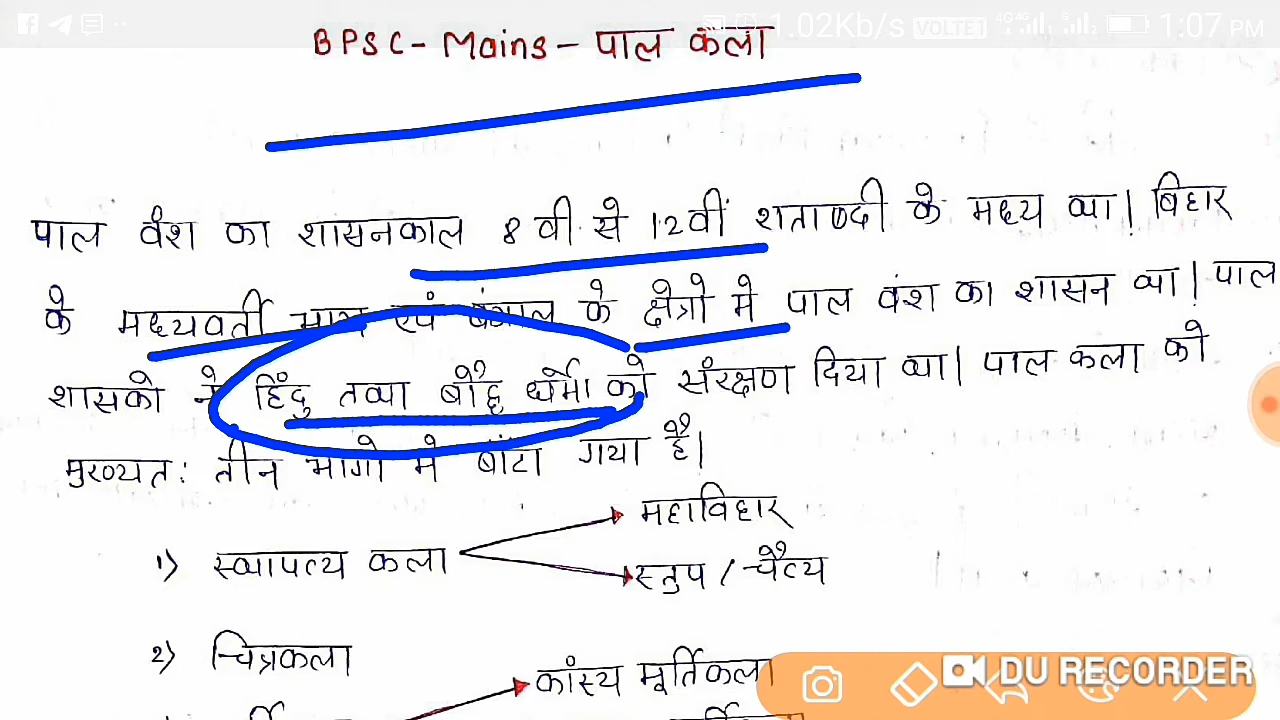 1.02Kb/s VOLTE 1:07 PM
BPSC - Mains - पाल कला
पाल वंश का शासनकाल 8 वी से 12वीं शताब्दी के मध्य था। बिहार
के मध्यवर्ती भाग एवं बंगाल के क्षेत्रो मे पाल वंश का शासन था। पाल
शासको ने हिंदु तथा बौद्ध धर्मो को संरक्षण दिया था। पाल कला को
मुख्यतः तीन भागो मे बांटा गया है।
महाविहार
1) स्थापत्य कला
स्तुप / चैत्य
2) चित्रकला
कांस्य मूर्तिकला
DU RECORDER